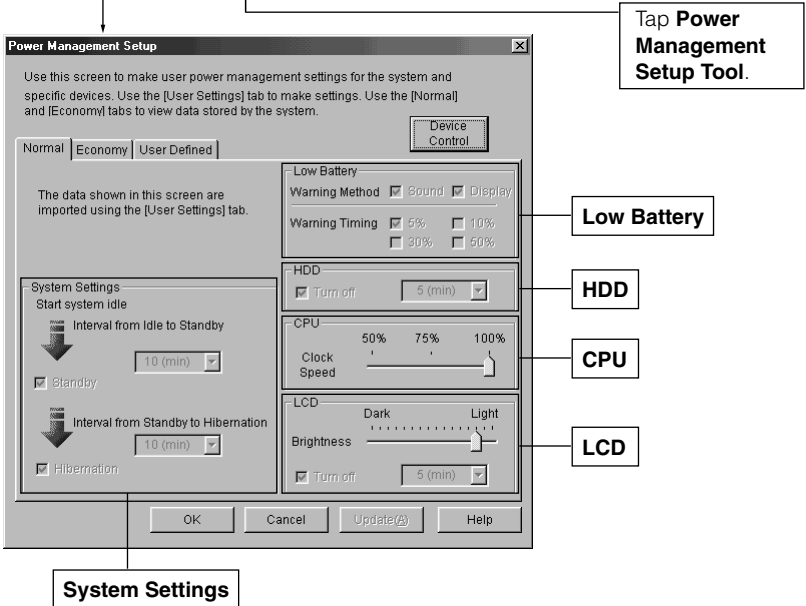 Tap Power
Management
Setup Tool.
Power Management Setup
Use this screen to make user power management settings for the system and
specific devices. Use the [User Settings] tab to make settings. Use the [Normal]
and [Economy] tabs to view data stored by the system.
Device
Control
Normal Economy User Defined
The data shown in this screen are
imported using the [User Settings] tab.
Low Battery
Warning Method Sound Display
Warning Timing 5% 10%
30% 50%
Low Battery
HDD
Turn off 5 (min)
HDD
CPU
50% 75% 100%
Clock
Speed
CPU
LCD
Dark Light
Brightness
Turn off 5 (min)
LCD
System Settings
Start system idle
Interval from Idle to Standby
10 (min)
Standby
Interval from Standby to Hibernation
10 (min)
Hibernation
OK Cancel Update(A) Help
System Settings